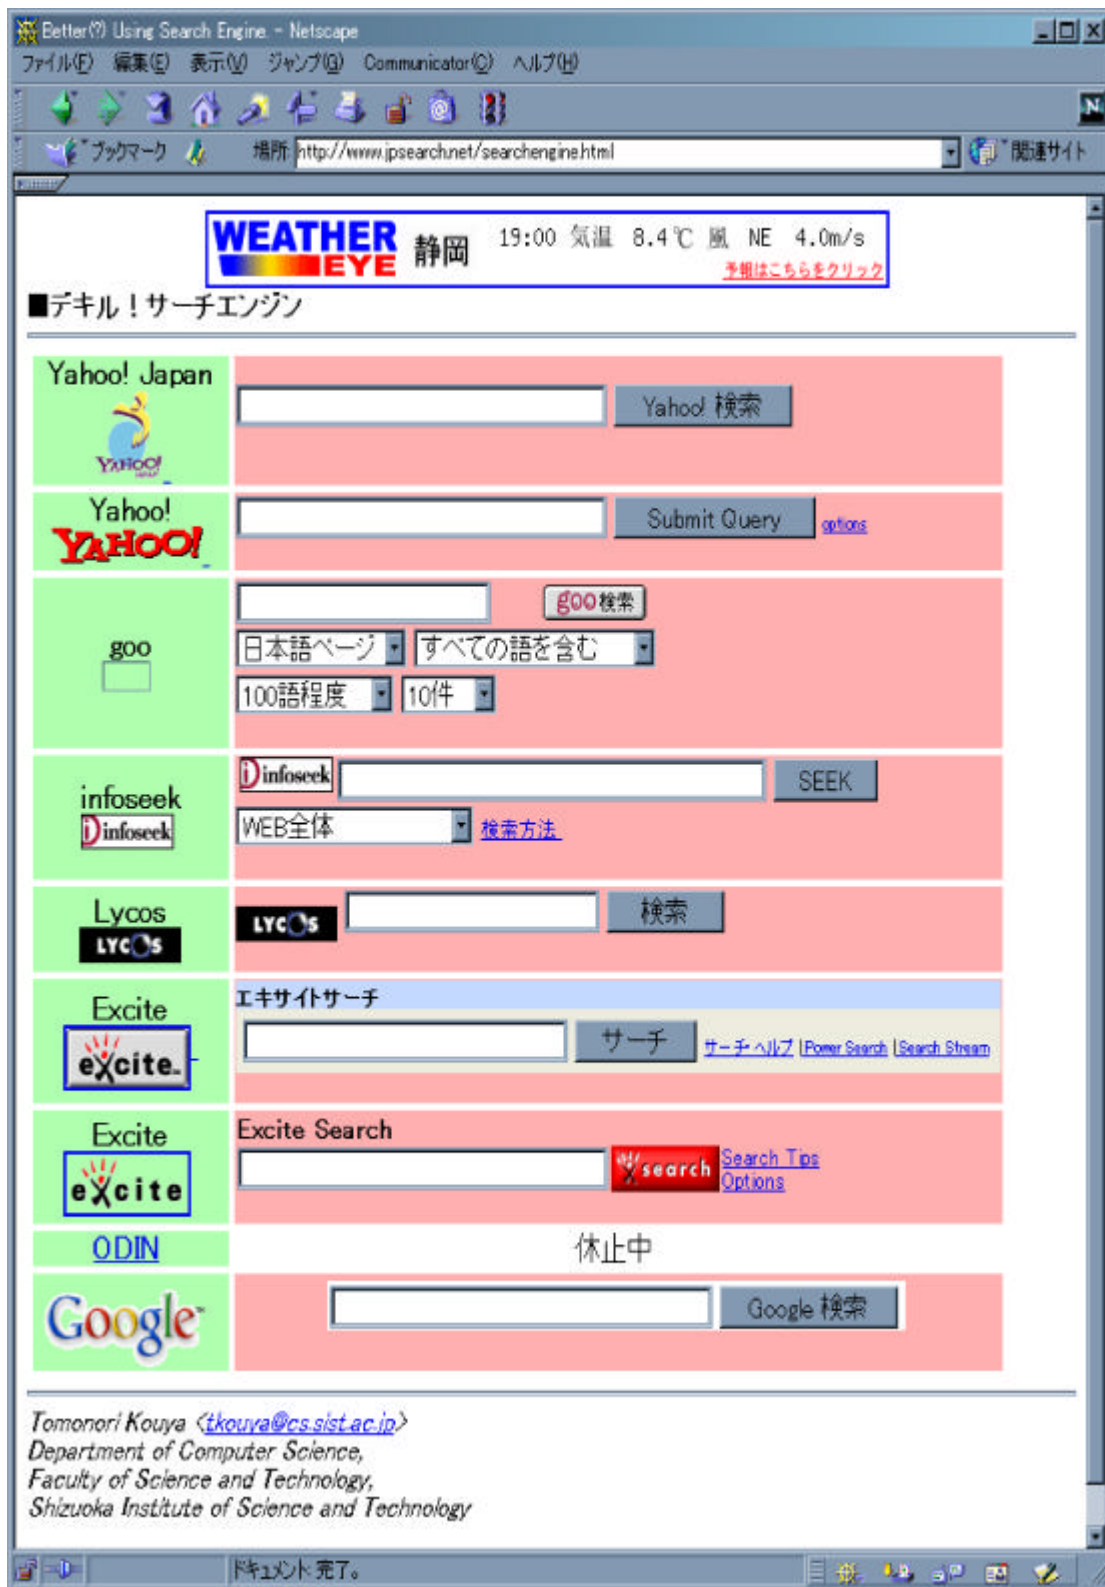 Better(?) Using Search Engine. - Netscape
ファイル(F) 編集(E) 表示(V) ジャンプ(G) Communicator(C) ヘルプ(H)
N
ブックマーク 場所: http://www.jpsearch.net/searchengine.html 関連サイト
WEATHER EYE 静岡 19:00 気温 8.4℃ 風 NE 4.0m/s
予報はこちらをクリック
■デキル！サーチエンジン
Yahoo! Japan
Yahoo! 検索
YAHOO!
Yahoo!
YAHOO!
Submit Query options
goo
goo検索
日本語ページ すべての語を含む
100語程度 10件
infoseek
infoseek
infoseek SEEK
WEB全体 検索方法
Lycos
LYCOS
LYCOS 検索
Excite
excite
エキサイトサーチ
サーチ サーチ・ヘルプ | Power Search | Search Stream
Excite
excite
Excite Search
search Search Tips
Options
ODIN 休止中
Google Google 検索
Tomonori Kouya <tkouya@cs.sist.ac.jp>
Department of Computer Science,
Faculty of Science and Technology,
Shizuoka Institute of Science and Technology
ドキュメント: 完了。